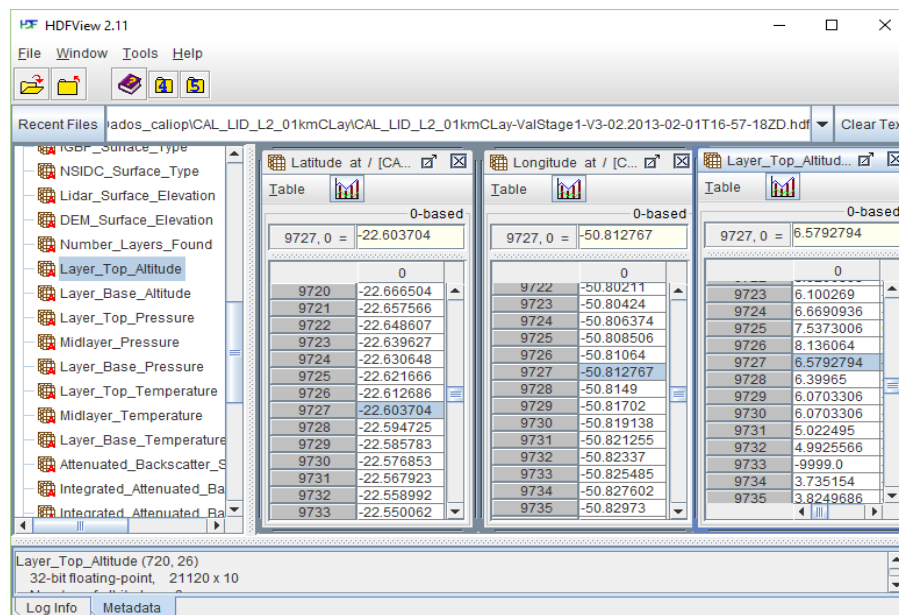 HDFView 2.11
File Window Tools Help
4 5
Recent Files ados_caliop\CAL_LID_L2_01kmCLay\CAL_LID_L2_01kmCLay-ValStage1-V3-02.2013-02-01T16-57-18ZD.hdf Clear Tex
IGBP_Surface_Type
NSIDC_Surface_Type
Lidar_Surface_Elevation
DEM_Surface_Elevation
Number_Layers_Found
Layer_Top_Altitude
Layer_Base_Altitude
Layer_Top_Pressure
Midlayer_Pressure
Layer_Base_Pressure
Layer_Top_Temperature
Midlayer_Temperature
Layer_Base_Temperature
Attenuated_Backscatter_S
Integrated_Attenuated_Ba
Integrated_Attenuated_Ba
Latitude at / [CA...
Table
0-based
9727, 0 = -22.603704
0
9720 -22.666504
9721 -22.657566
9722 -22.648607
9723 -22.639627
9724 -22.630648
9725 -22.621666
9726 -22.612686
9727 -22.603704
9728 -22.594725
9729 -22.585783
9730 -22.576853
9731 -22.567923
9732 -22.558992
9733 -22.550062
Longitude at / [C...
Table
0-based
9727, 0 = -50.812767
0
9722 -50.80211
9723 -50.80424
9724 -50.806374
9725 -50.808506
9726 -50.81064
9727 -50.812767
9728 -50.8149
9729 -50.81702
9730 -50.819138
9731 -50.821255
9732 -50.82337
9733 -50.825485
9734 -50.827602
9735 -50.82973
Layer_Top_Altitud...
Table
0-based
9727, 0 = 6.5792794
0
9723 6.100269
9724 6.6690936
9725 7.5373006
9726 8.136064
9727 6.5792794
9728 6.39965
9729 6.0703306
9730 6.0703306
9731 5.022495
9732 4.9925566
9733 -9999.0
9734 3.735154
9735 3.8249686
Layer_Top_Altitude (720, 26)
32-bit floating-point, 21120 x 10
Log Info Metadata